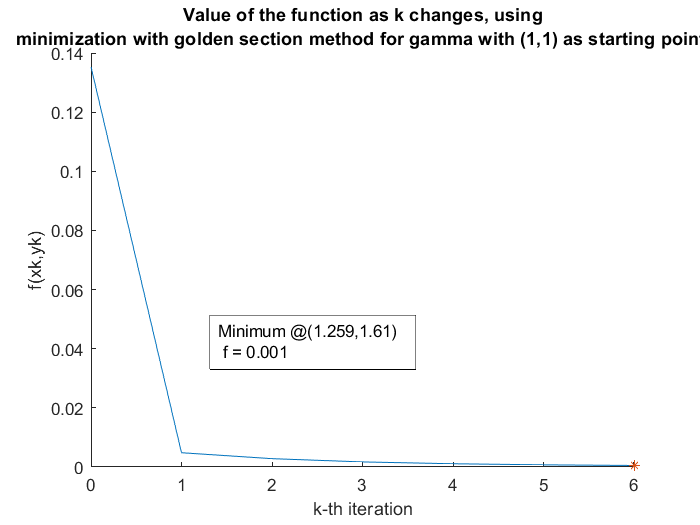 Value of the function as k changes, using
minimization with golden section method for gamma with (1,1) as starting poin
0.14
0.12
0.1
0.08
0.06
0.04
0.02
0
f(xk,yk)
Minimum @(1.259,1.61)
f = 0.001
0 1 2 3 4 5 6
k-th iteration